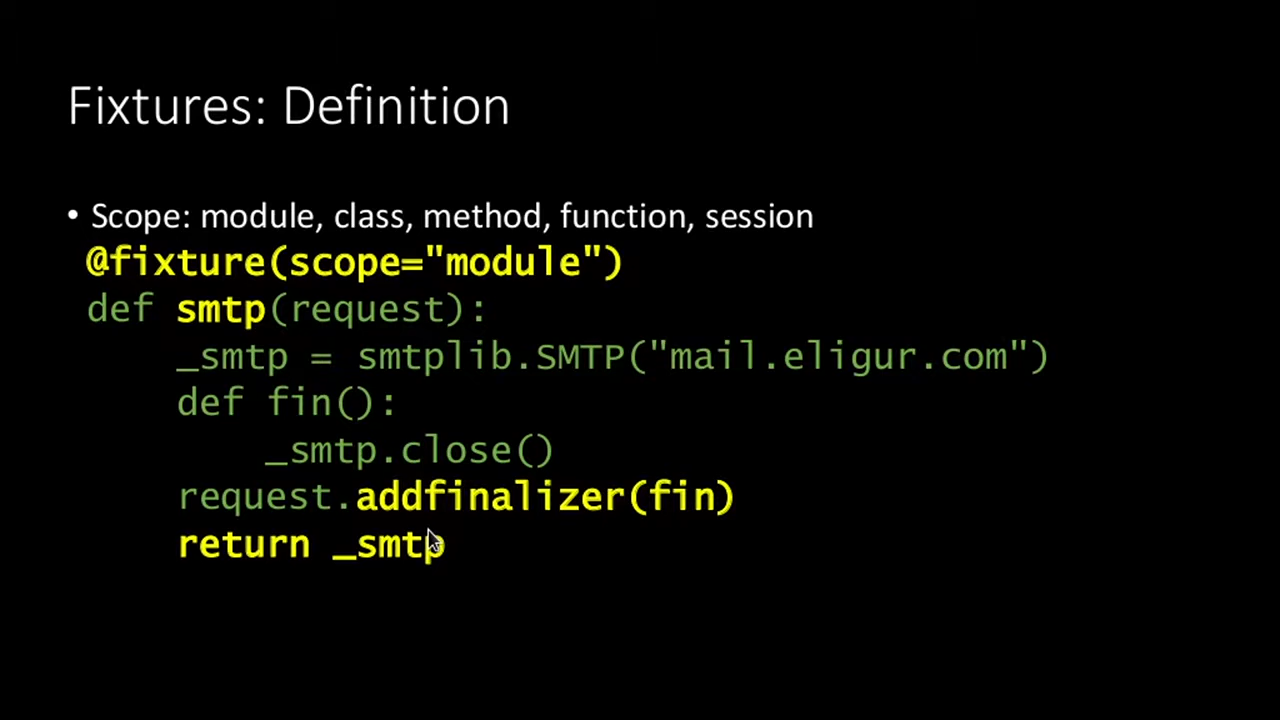 Fixtures: Definition
• Scope: module, class, method, function, session
@fixture(scope="module")
def smtp(request):
    _smtp = smtplib.SMTP("mail.eligur.com")
    def fin():
        _smtp.close()
    request.addfinalizer(fin)
    return _smtp